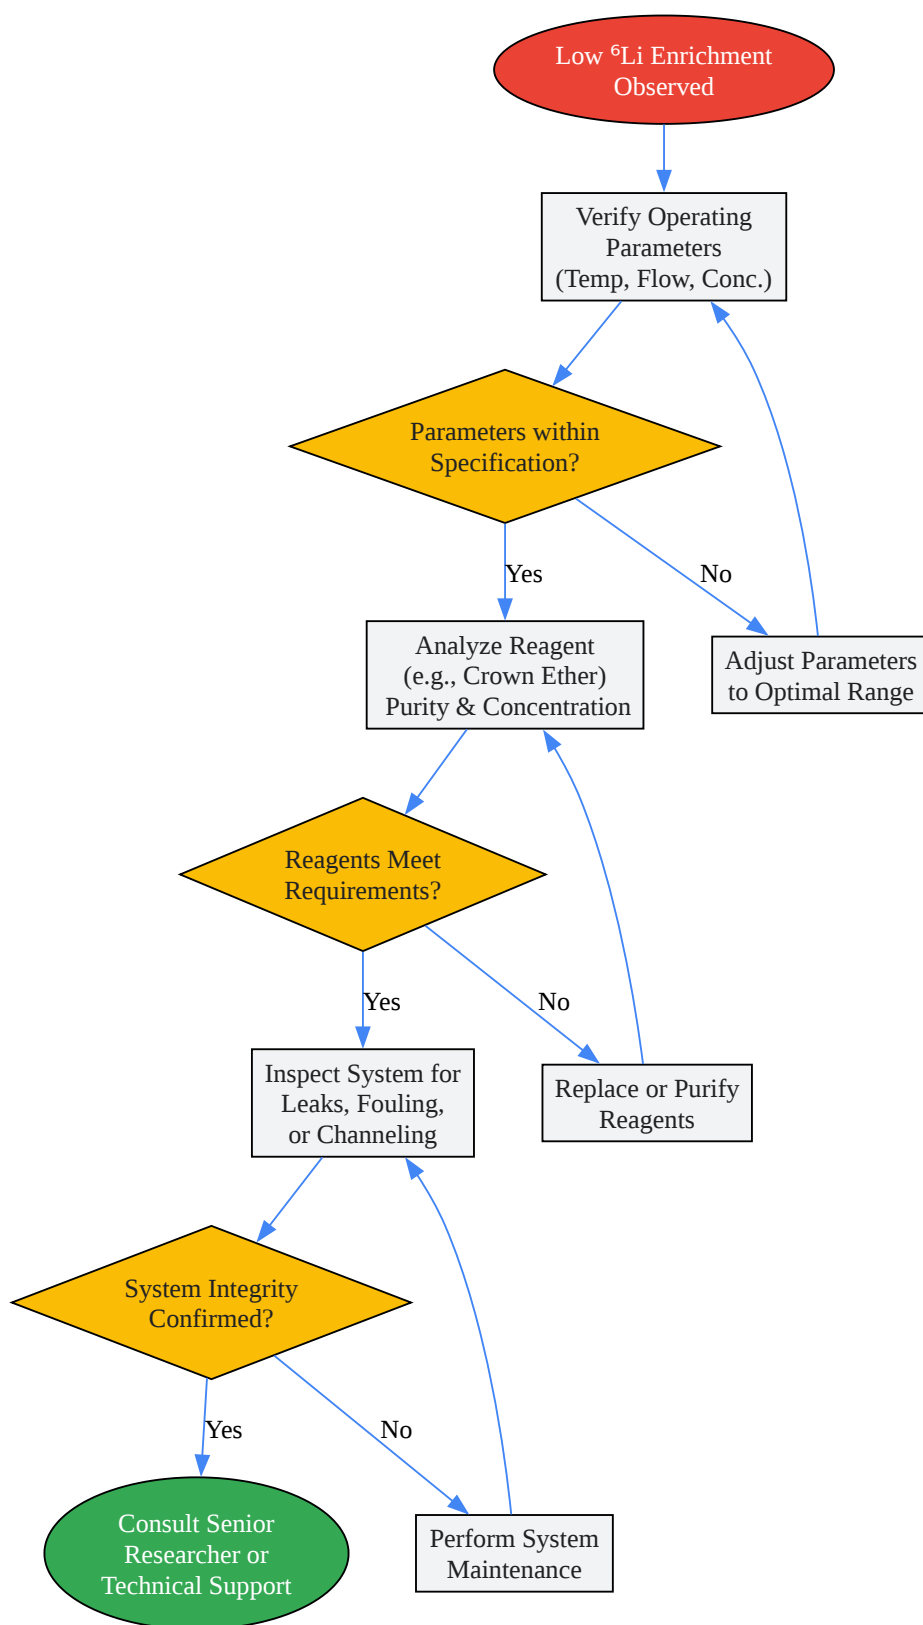 Low ⁶Li Enrichment
Observed
Verify Operating
Parameters
(Temp, Flow, Conc.)
Parameters within
Specification?
Yes
No
Analyze Reagent
(e.g., Crown Ether)
Purity & Concentration
Adjust Parameters
to Optimal Range
Reagents Meet
Requirements?
Yes
No
Inspect System for
Leaks, Fouling,
or Channeling
Replace or Purify
Reagents
System Integrity
Confirmed?
Yes
No
Consult Senior
Researcher or
Technical Support
Perform System
Maintenance